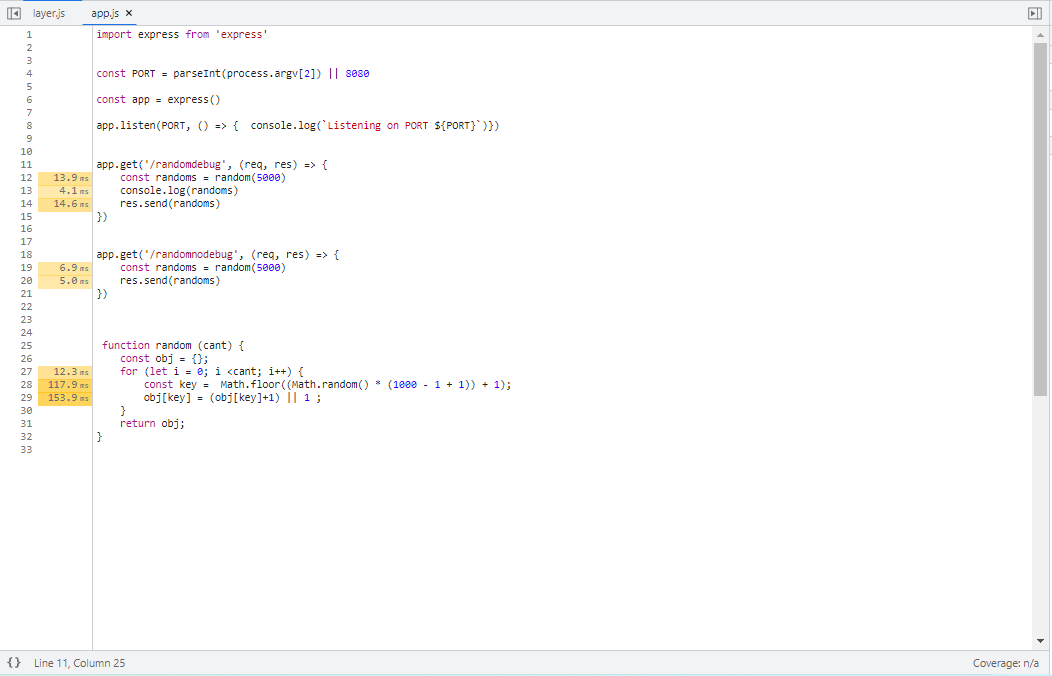 layer.js app.js ×
1 import express from 'express'
2
3
4 const PORT = parseInt(process.argv[2]) || 8080
5
6 const app = express()
7
8 app.listen(PORT, () => {  console.log(`Listening on PORT ${PORT}`)})
9
10
11 app.get('/randomdebug', (req, res) => {
12 13.9 ms     const randoms = random(5000)
13 4.1 ms     console.log(randoms)
14 14.6 ms     res.send(randoms)
15 })
16
17
18 app.get('/randomnodebug', (req, res) => {
19 6.9 ms     const randoms = random(5000)
20 5.0 ms     res.send(randoms)
21 })
22
23
24
25  function random (cant) {
26     const obj = {};
27 12.3 ms     for (let i = 0; i <cant; i++) {
28 117.9 ms         const key =  Math.floor((Math.random() * (1000 - 1 + 1)) + 1);
29 153.9 ms         obj[key] = (obj[key]+1) || 1 ;
30     }
31     return obj;
32 }
33
{} Line 11, Column 25 Coverage: n/a